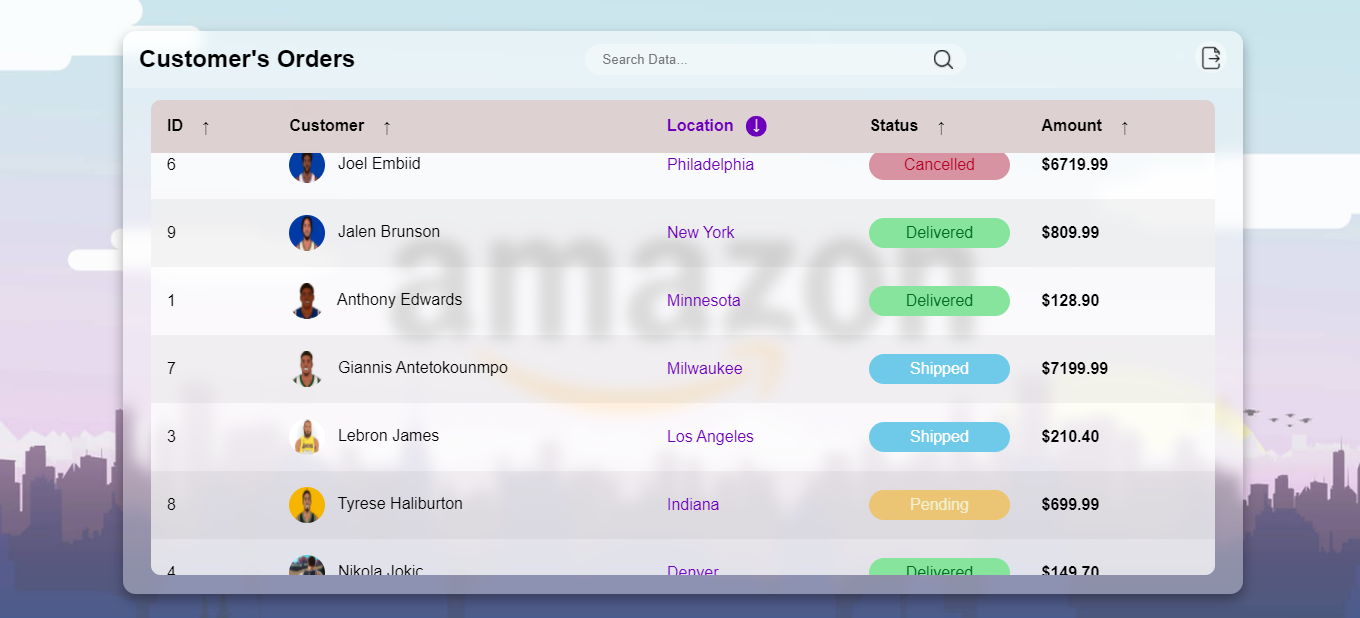 Customer's Orders Search Data...
ID ↑ Customer ↑ Location ↓ Status ↑ Amount ↑
6 Joel Embiid Philadelphia Cancelled $6719.99
9 Jalen Brunson New York Delivered $809.99
amazon
1 Anthony Edwards Minnesota Delivered $128.90
7 Giannis Antetokounmpo Milwaukee Shipped $7199.99
3 Lebron James Los Angeles Shipped $210.40
8 Tyrese Haliburton Indiana Pending $699.99
4 Nikola Jokic Denver Delivered $149.70